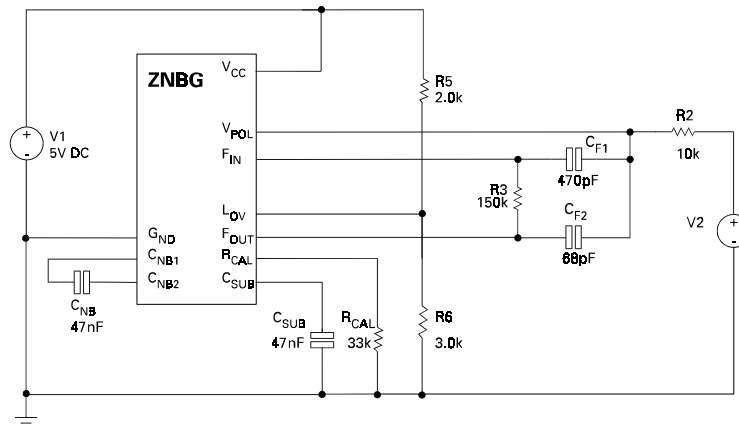 ZNBG
VCC
VPOL
FIN
LOV
FOUT
RCAL
CSUB
GND
CNB1
CNB2
V1
5V DC
R5
2.0k
R2
10k
CF1
470pF
R3
150k
CF2
68pF
V2
CNB
47nF
CSUB
47nF
RCAL
33k
R6
3.0k